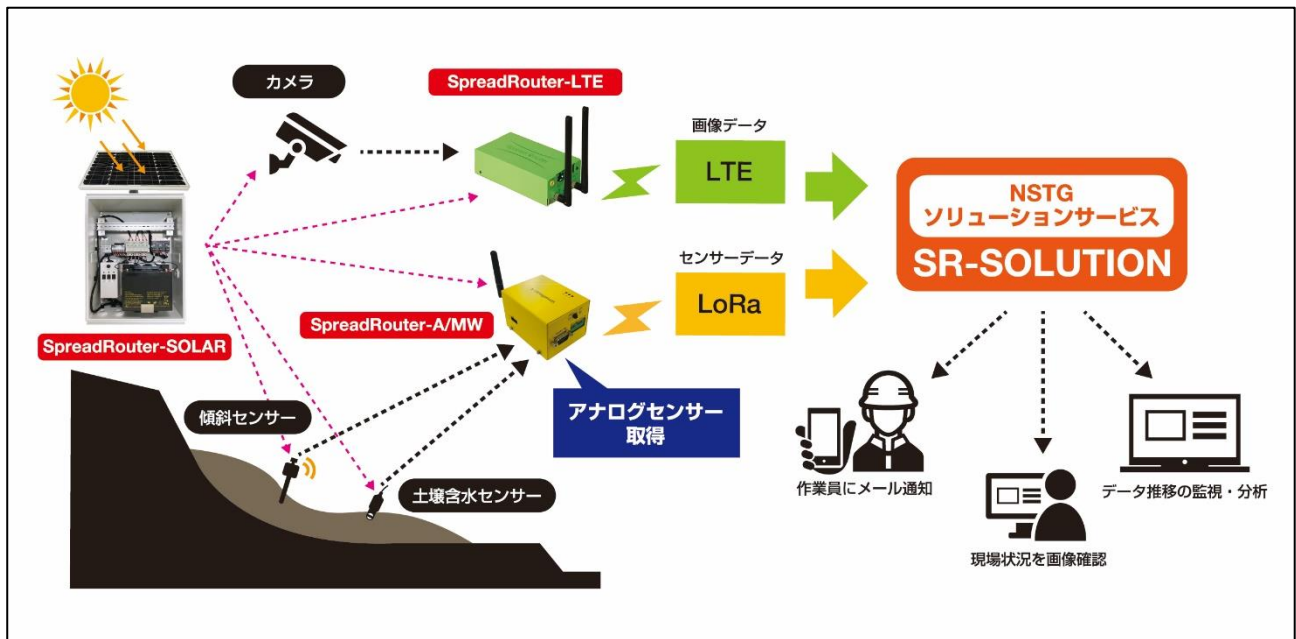 カメラ
SpreadRouter-LTE
画像データ
LTE
NSTG
ソリューションサービス
SR-SOLUTION
センサーデータ
LoRa
SpreadRouter-A/MW
SpreadRouter-SOLAR
アナログセンサー
取得
傾斜センサー
土壌含水センサー
作業員にメール通知
データ推移の監視・分析
現場状況を画像確認